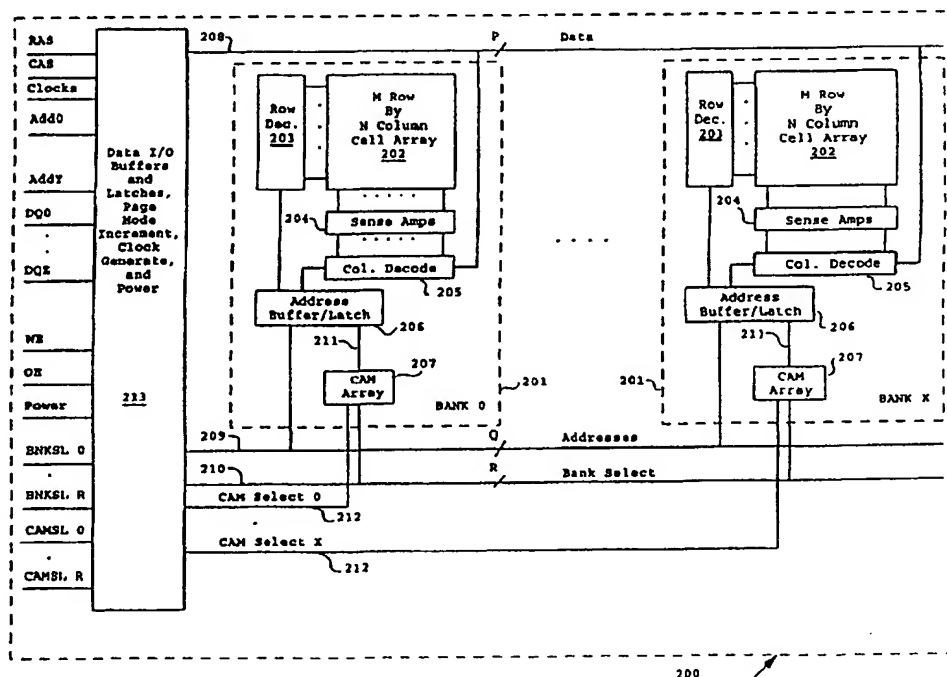 RAS
CAS
Clocks
Add0
AddY
DQ0
DQZ
WE
OE
Power
BNKSL 0
BNKSL R
CAMSL 0
CAMSL R
Data I/O
Buffers
and
Latches,
Page
Mode
Increment,
Clock
Generate,
and
Power
213
208
P
Data
Row
Dec.
203
M Row
By
N Column
Cell Array
202
204
Sense Amps
Col. Decode
205
Address
Buffer/Latch
206
211
207
CAM
Array
201
BANK 0
Row
Dec.
203
M Row
By
N Column
Cell Array
202
204
Sense Amps
Col. Decode
205
Address
Buffer/Latch
206
211
207
CAM
Array
201
BANK X
209
Q
Addresses
210
R
Bank Select
CAM Select 0
212
CAM Select X
212
200